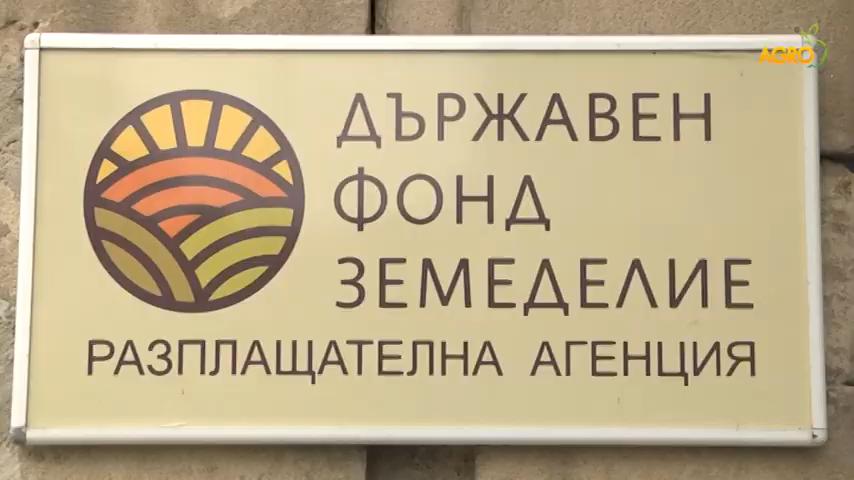 AGRO
ДЪРЖАВЕН
ФОНД
ЗЕМЕДЕЛИЕ
РАЗПЛАЩАТЕЛНА АГЕНЦИЯ